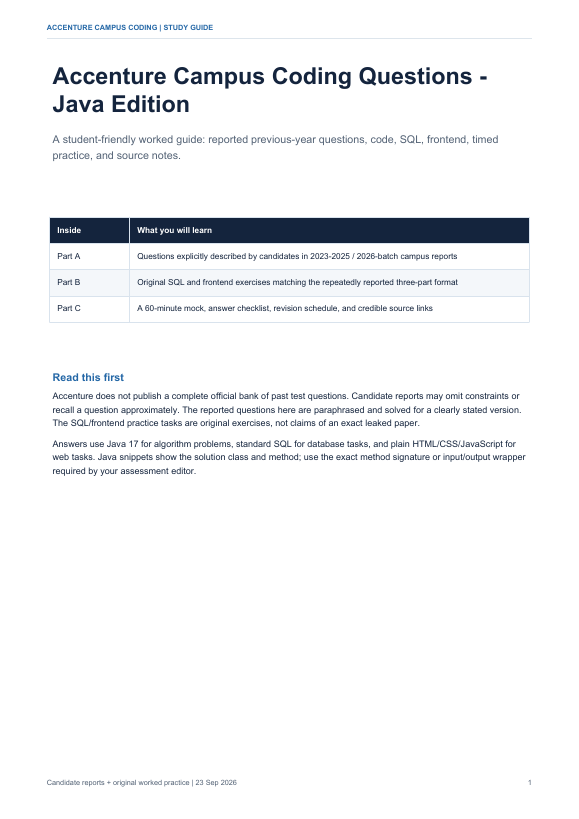 ACCENTURE CAMPUS CODING | STUDY GUIDE
Accenture Campus Coding Questions -
Java Edition
A student-friendly worked guide: reported previous-year questions, code, SQL, frontend, timed
practice, and source notes.
Inside What you will learn
Part A Questions explicitly described by candidates in 2023-2025 / 2026-batch campus reports
Part B Original SQL and frontend exercises matching the repeatedly reported three-part format
Part C A 60-minute mock, answer checklist, revision schedule, and credible source links
Read this first
Accenture does not publish a complete official bank of past test questions. Candidate reports may omit constraints or
recall a question approximately. The reported questions here are paraphrased and solved for a clearly stated version.
The SQL/frontend practice tasks are original exercises, not claims of an exact leaked paper.
Answers use Java 17 for algorithm problems, standard SQL for database tasks, and plain HTML/CSS/JavaScript for
web tasks. Java snippets show the solution class and method; use the exact method signature or input/output wrapper
required by your assessment editor.
Candidate reports + original worked practice | 23 Sep 2026 1